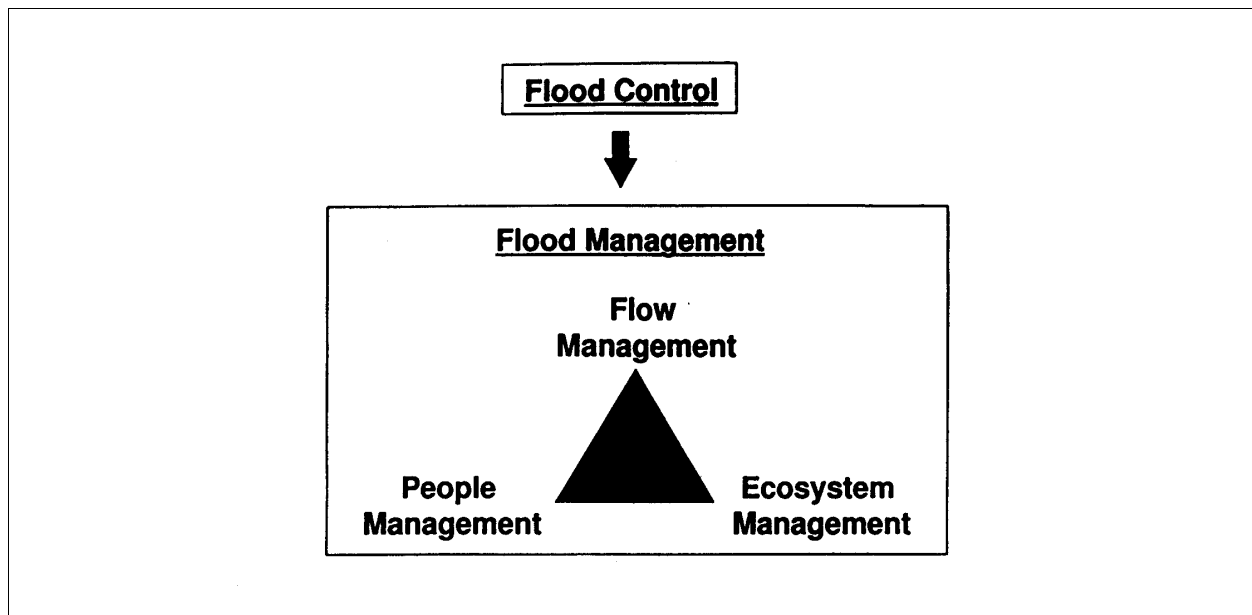 Flood Control
Flood Management
Flow
Management
People
Management
Ecosystem
Management